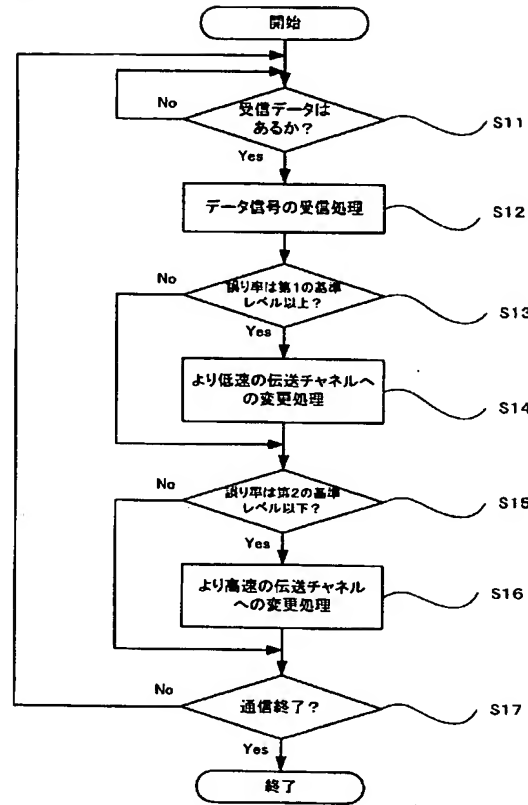 開始
No
受信データは
あるか?
S11
Yes
データ信号の受信処理
S12
No
誤り率は第1の基準
レベル以上?
S13
Yes
より低速の伝送チャネルへ
の変更処理
S14
No
誤り率は第2の基準
レベル以下?
S15
Yes
より高速の伝送チャネル
への変更処理
S16
No
通信終了?
S17
Yes
終了